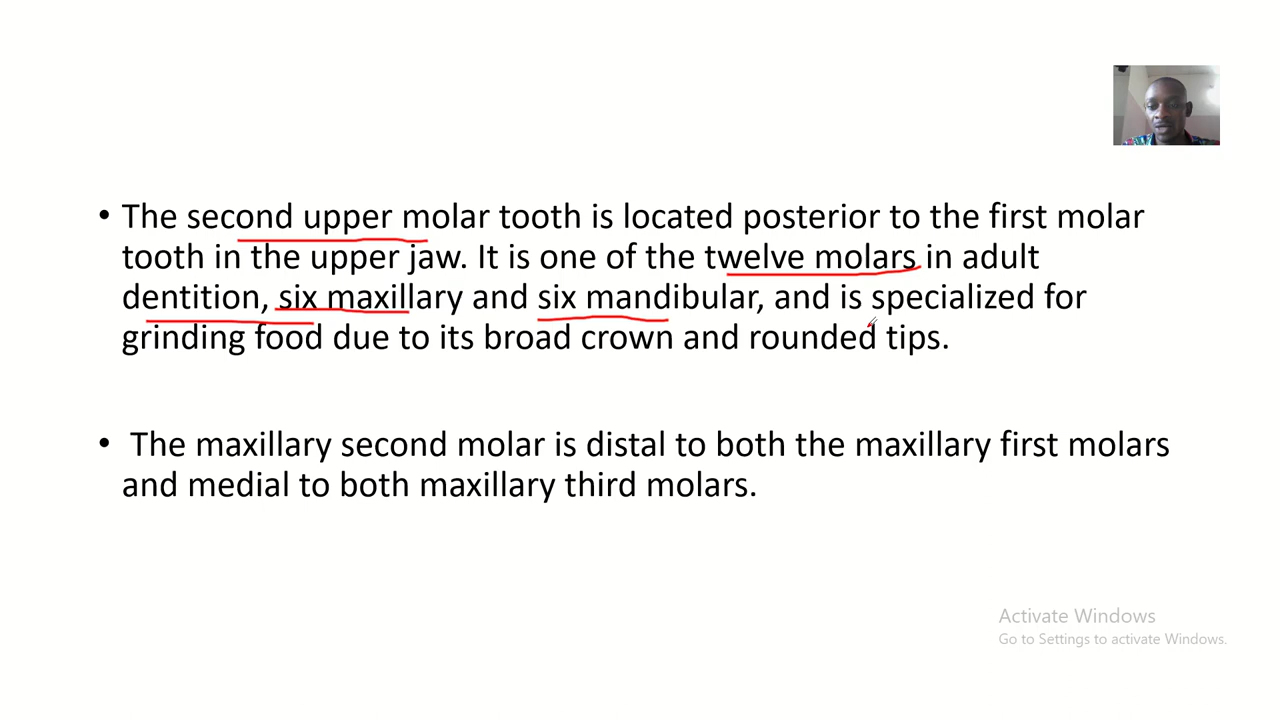 • The second upper molar tooth is located posterior to the first molar
tooth in the upper jaw. It is one of the twelve molars in adult
dentition, six maxillary and six mandibular, and is specialized for
grinding food due to its broad crown and rounded tips.
• The maxillary second molar is distal to both the maxillary first molars
and medial to both maxillary third molars.
Activate Windows
Go to Settings to activate Windows.